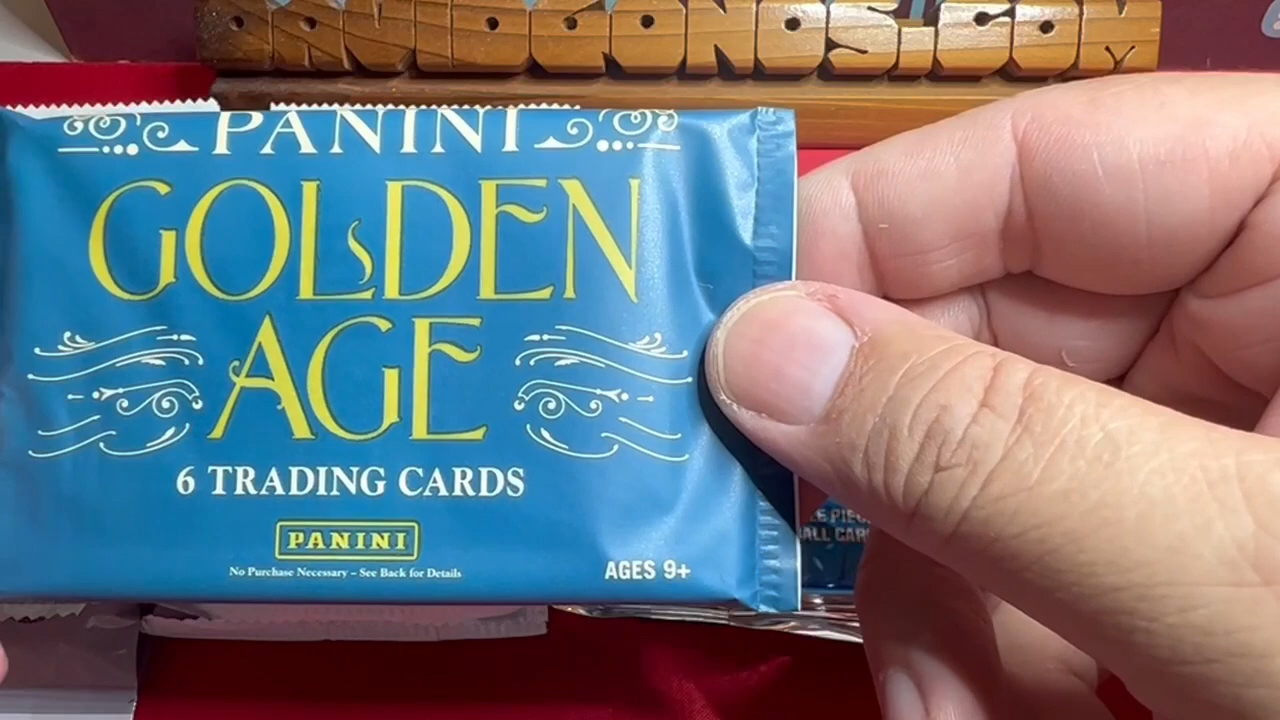 PANINI
GOLDEN
AGE
6 TRADING CARDS
PANINI
No Purchase Necessary – See Back for Details
AGES 9+